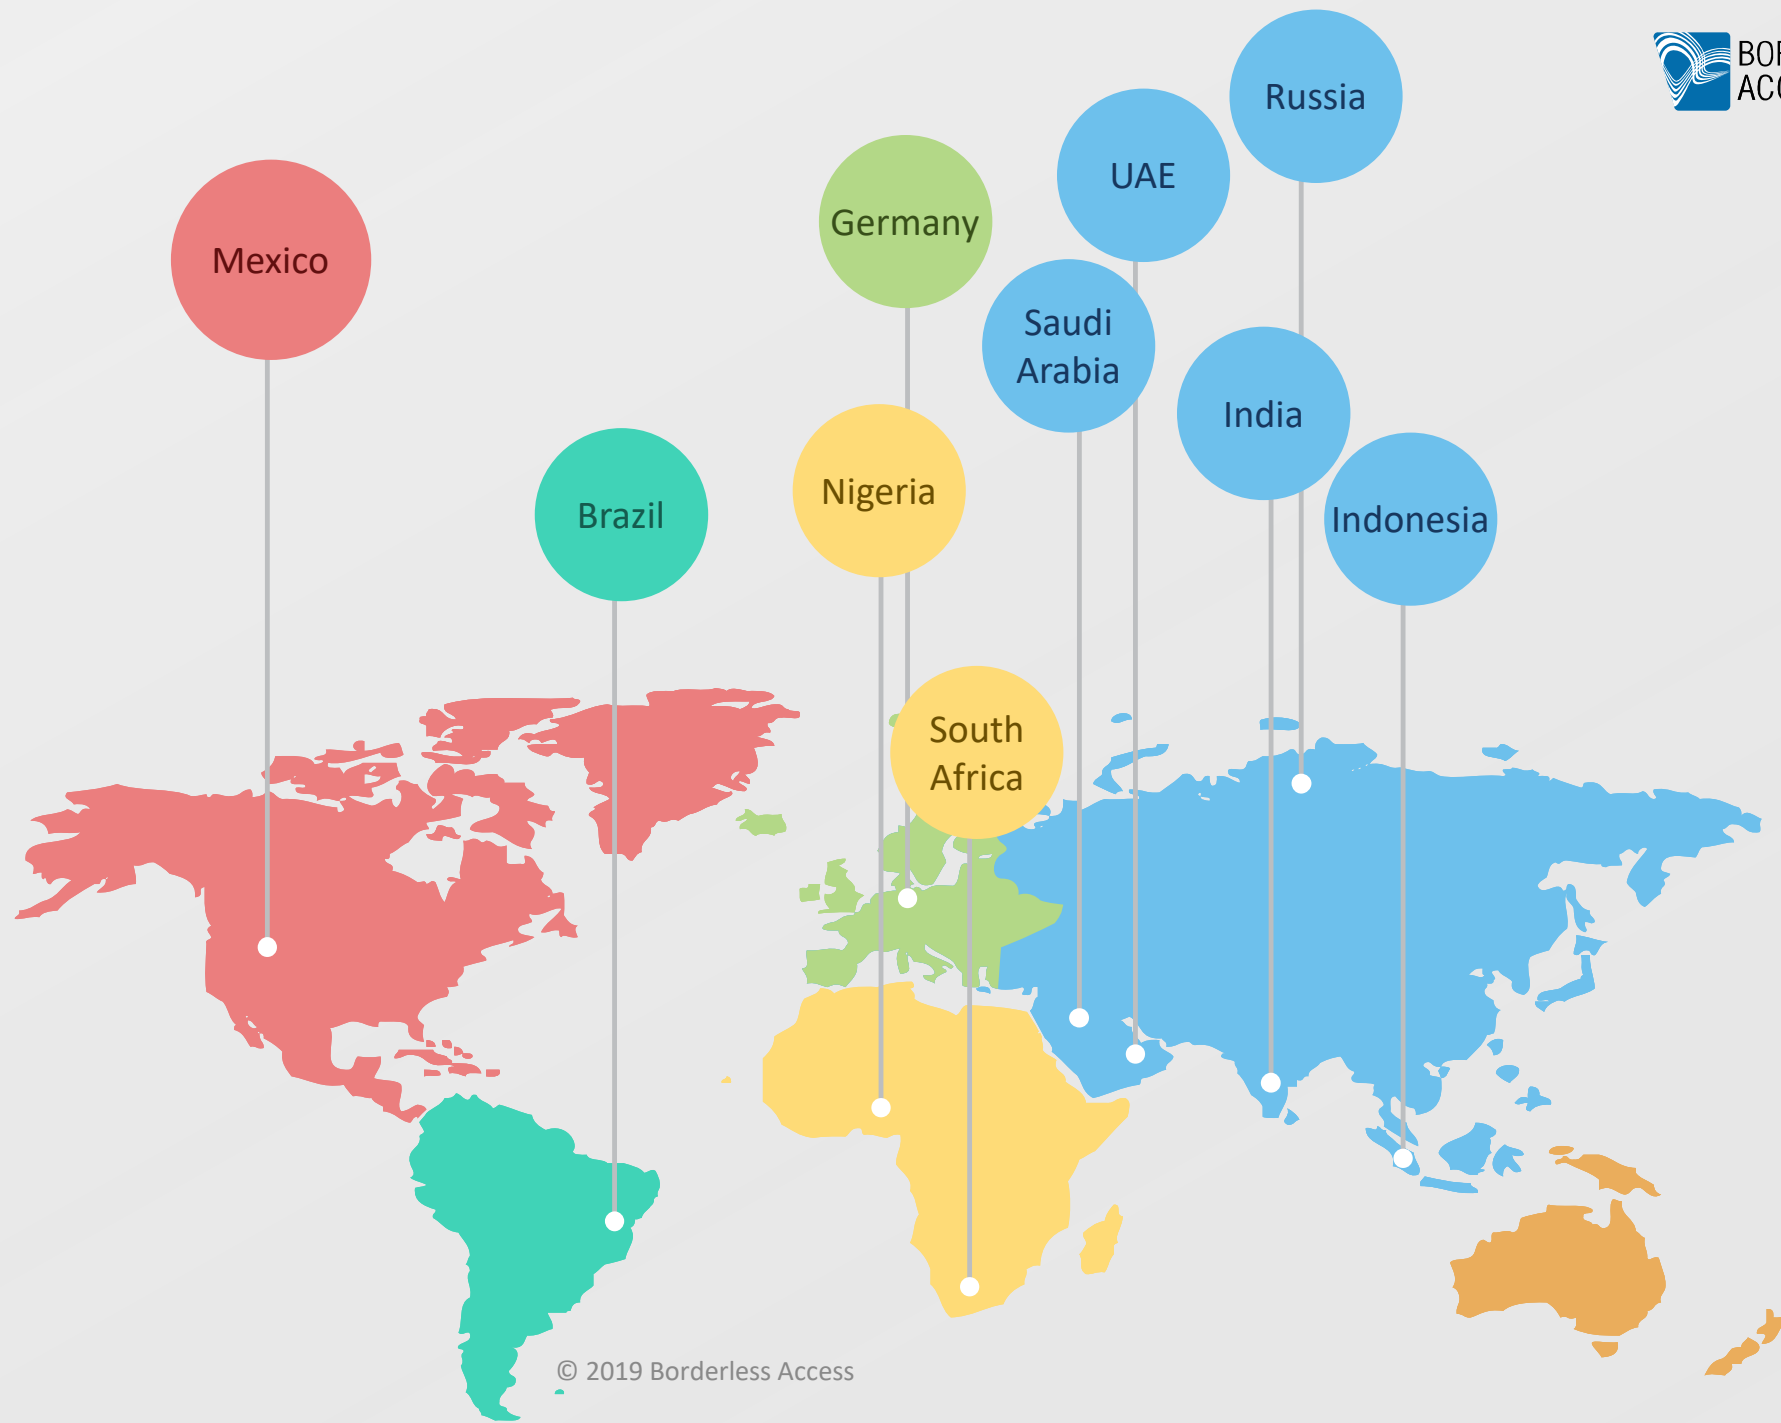 Russia
UAE
Germany
Mexico
Saudi
Arabia
India
Nigeria
Brazil
Indonesia
South
Africa
© 2019 Borderless Access